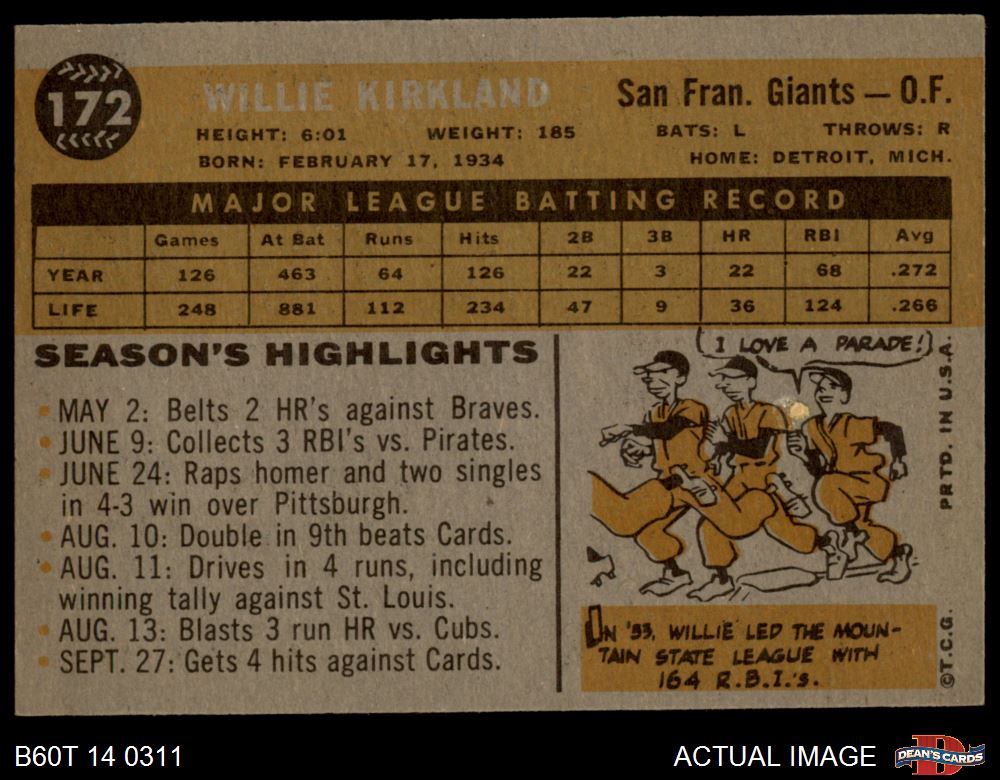 172
WILLIE KIRKLAND
San Fran. Giants — O.F.
HEIGHT: 6:01 WEIGHT: 185 BATS: L THROWS: R
BORN: FEBRUARY 17, 1934 HOME: DETROIT, MICH.
MAJOR LEAGUE BATTING RECORD
Games At Bat Runs Hits 2B 3B HR RBI Avg
YEAR 126 463 64 126 22 3 22 68 .272
LIFE 248 881 112 234 47 9 36 124 .266
SEASON'S HIGHLIGHTS
• MAY 2: Belts 2 HR's against Braves.
• JUNE 9: Collects 3 RBI's vs. Pirates.
• JUNE 24: Raps homer and two singles
in 4-3 win over Pittsburgh.
• AUG. 10: Double in 9th beats Cards.
• AUG. 11: Drives in 4 runs, including
winning tally against St. Louis.
• AUG. 13: Blasts 3 run HR vs. Cubs.
• SEPT. 27: Gets 4 hits against Cards.
I LOVE A PARADE!
IN '53, WILLIE LED THE MOUN-
TAIN STATE LEAGUE WITH
164 R.B.I.'s.
©T.C.G. PRTD. IN U.S.A.
B60T 14 0311
ACTUAL IMAGE
D
DEAN'S CARDS